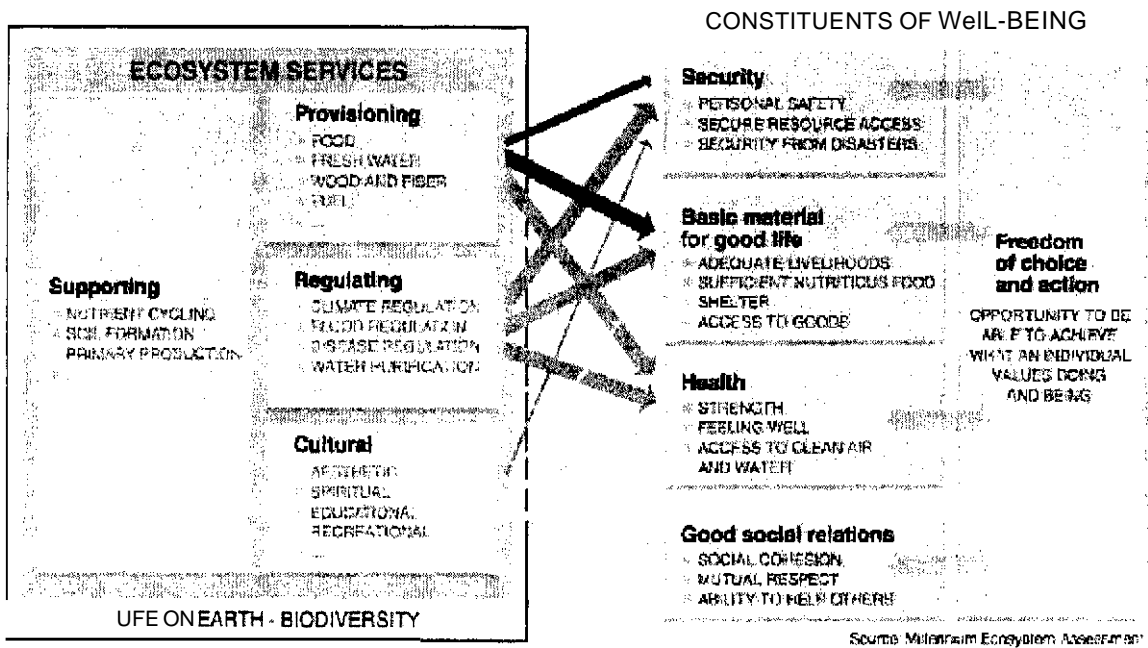 CONSTITUENTS OF WelL-BEING
ECOSYSTEM SERVICES
Supporting
NUTRIENT CYCLING
SOIL FORMATION
PRIMARY PRODUCTION
Provisioning
FOOD
FRESH WATER
WOOD AND FIBER
FUEL
...
Regulating
CLIMATE REGULATION
FLOOD REGULATION
DISEASE REGULATION
WATER PURIFICATION
...
Cultural
AESTHETIC
SPIRITUAL
EDUCATIONAL
RECREATIONAL
...
UFE ON EARTH - BIODIVERSITY
Security
PERSONAL SAFETY
SECURE RESOURCE ACCESS
SECURITY FROM DISASTERS
Basic material
for good life
ADEQUATE LIVELIHOODS
SUFFICIENT NUTRITIOUS FOOD
SHELTER
ACCESS TO GOODS
Health
STRENGTH
FEELING WELL
ACCESS TO CLEAN AIR
AND WATER
Good social relations
SOCIAL COHESION
MUTUAL RESPECT
ABILITY TO HELP OTHERS
Freedom
of choice
and action
OPPORTUNITY TO BE
ABLE TO ACHIEVE
WHAT AN INDIVIDUAL
VALUES DOING
AND BEING
Source: Millennium Ecosystem Assessment